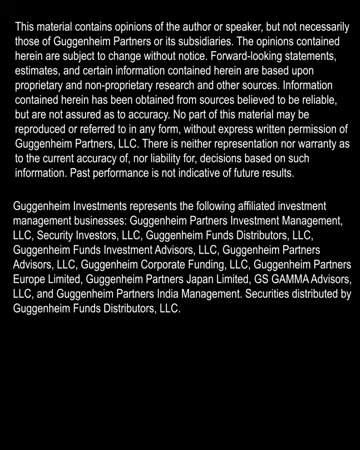 This material contains opinions of the author or speaker, but not necessarily
those of Guggenheim Partners or its subsidiaries. The opinions contained
herein are subject to change without notice. Forward-looking statements,
estimates, and certain information contained herein are based upon
proprietary and non-proprietary research and other sources. Information
contained herein has been obtained from sources believed to be reliable,
but are not assured as to accuracy. No part of this material may be
reproduced or referred to in any form, without express written permission of
Guggenheim Partners, LLC. There is neither representation nor warranty as
to the current accuracy of, nor liability for, decisions based on such
information. Past performance is not indicative of future results.
Guggenheim Investments represents the following affiliated investment
management businesses: Guggenheim Partners Investment Management,
LLC, Security Investors, LLC, Guggenheim Funds Distributors, LLC,
Guggenheim Funds Investment Advisors, LLC, Guggenheim Partners
Advisors, LLC, Guggenheim Corporate Funding, LLC, Guggenheim Partners
Europe Limited, Guggenheim Partners Japan Limited, GS GAMMA Advisors,
LLC, and Guggenheim Partners India Management. Securities distributed by
Guggenheim Funds Distributors, LLC.